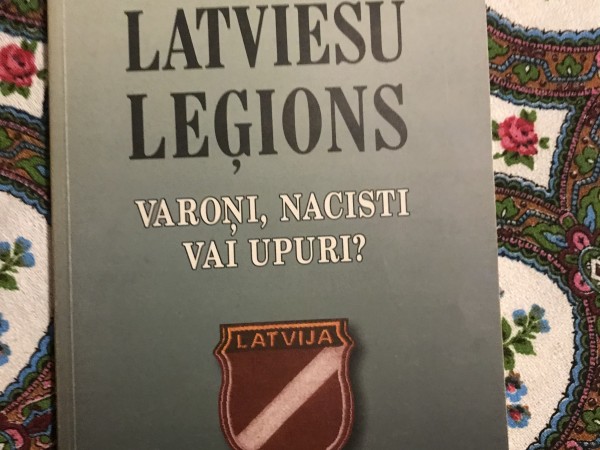 LATVIEŠU
LEĢIONS
VAROŅI, NACISTI
VAI UPURI?
LATVIJA